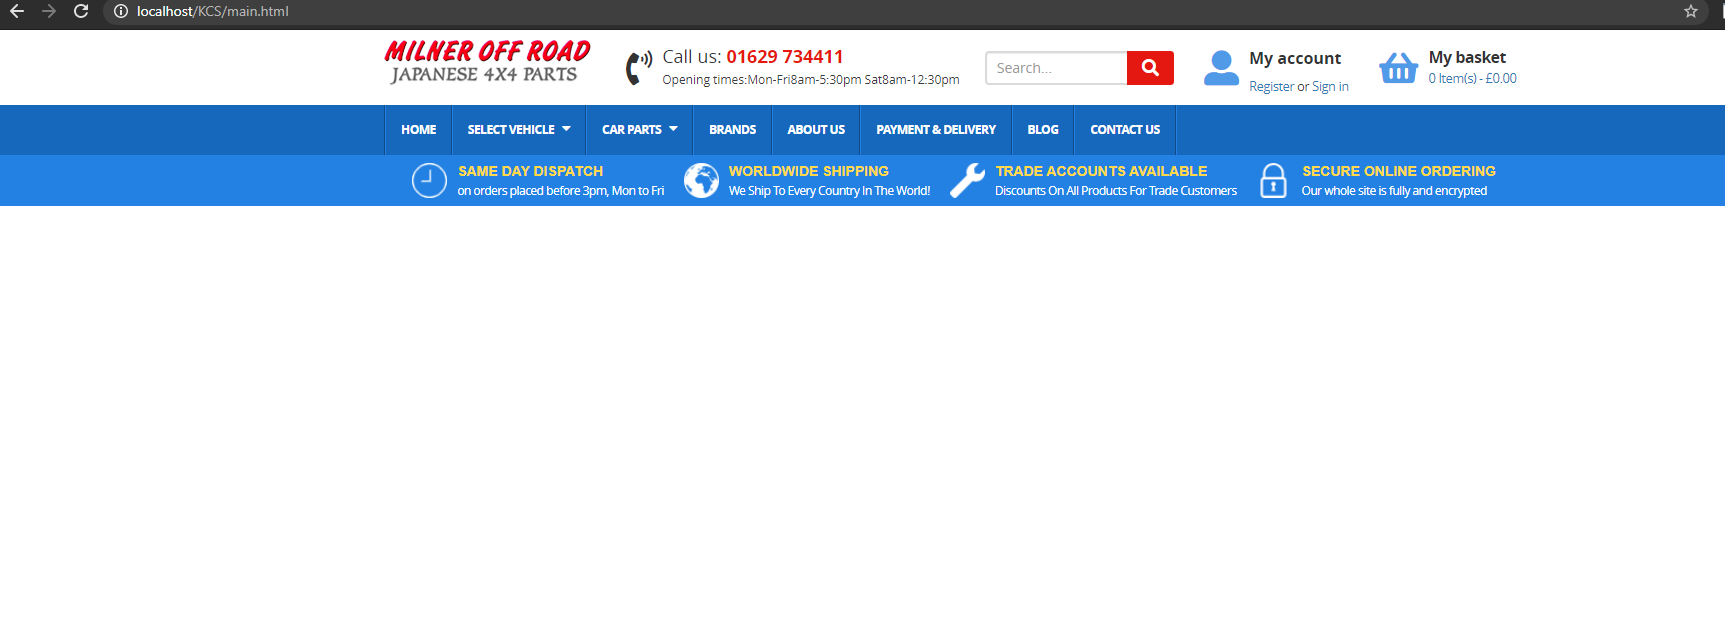 localhost/KCS/main.html
MILNER OFF ROAD
JAPANESE 4X4 PARTS
Call us: 01629 734411
Opening times:Mon-Fri8am-5:30pm Sat8am-12:30pm
Search...
My account
Register or Sign in
My basket
0 Item(s) - £0.00
HOME SELECT VEHICLE CAR PARTS BRANDS ABOUT US PAYMENT & DELIVERY BLOG CONTACT US
SAME DAY DISPATCH
on orders placed before 3pm, Mon to Fri
WORLDWIDE SHIPPING
We Ship To Every Country In The World!
TRADE ACCOUNTS AVAILABLE
Discounts On All Products For Trade Customers
SECURE ONLINE ORDERING
Our whole site is fully and encrypted